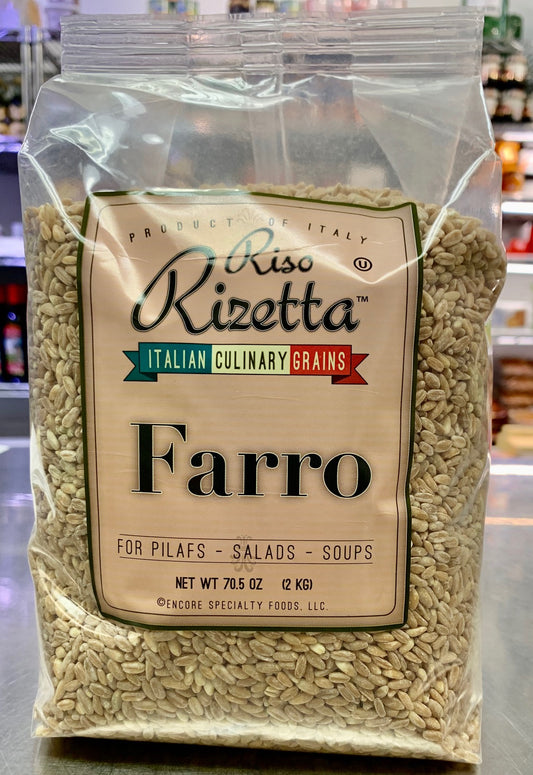 PRODUCT OF ITALY
Riso
Rizetta™
U
ITALIAN CULINARY GRAINS
Farro
FOR PILAFS - SALADS - SOUPS
NET WT 70.5 OZ (2 KG)
©ENCORE SPECIALTY FOODS, LLC.